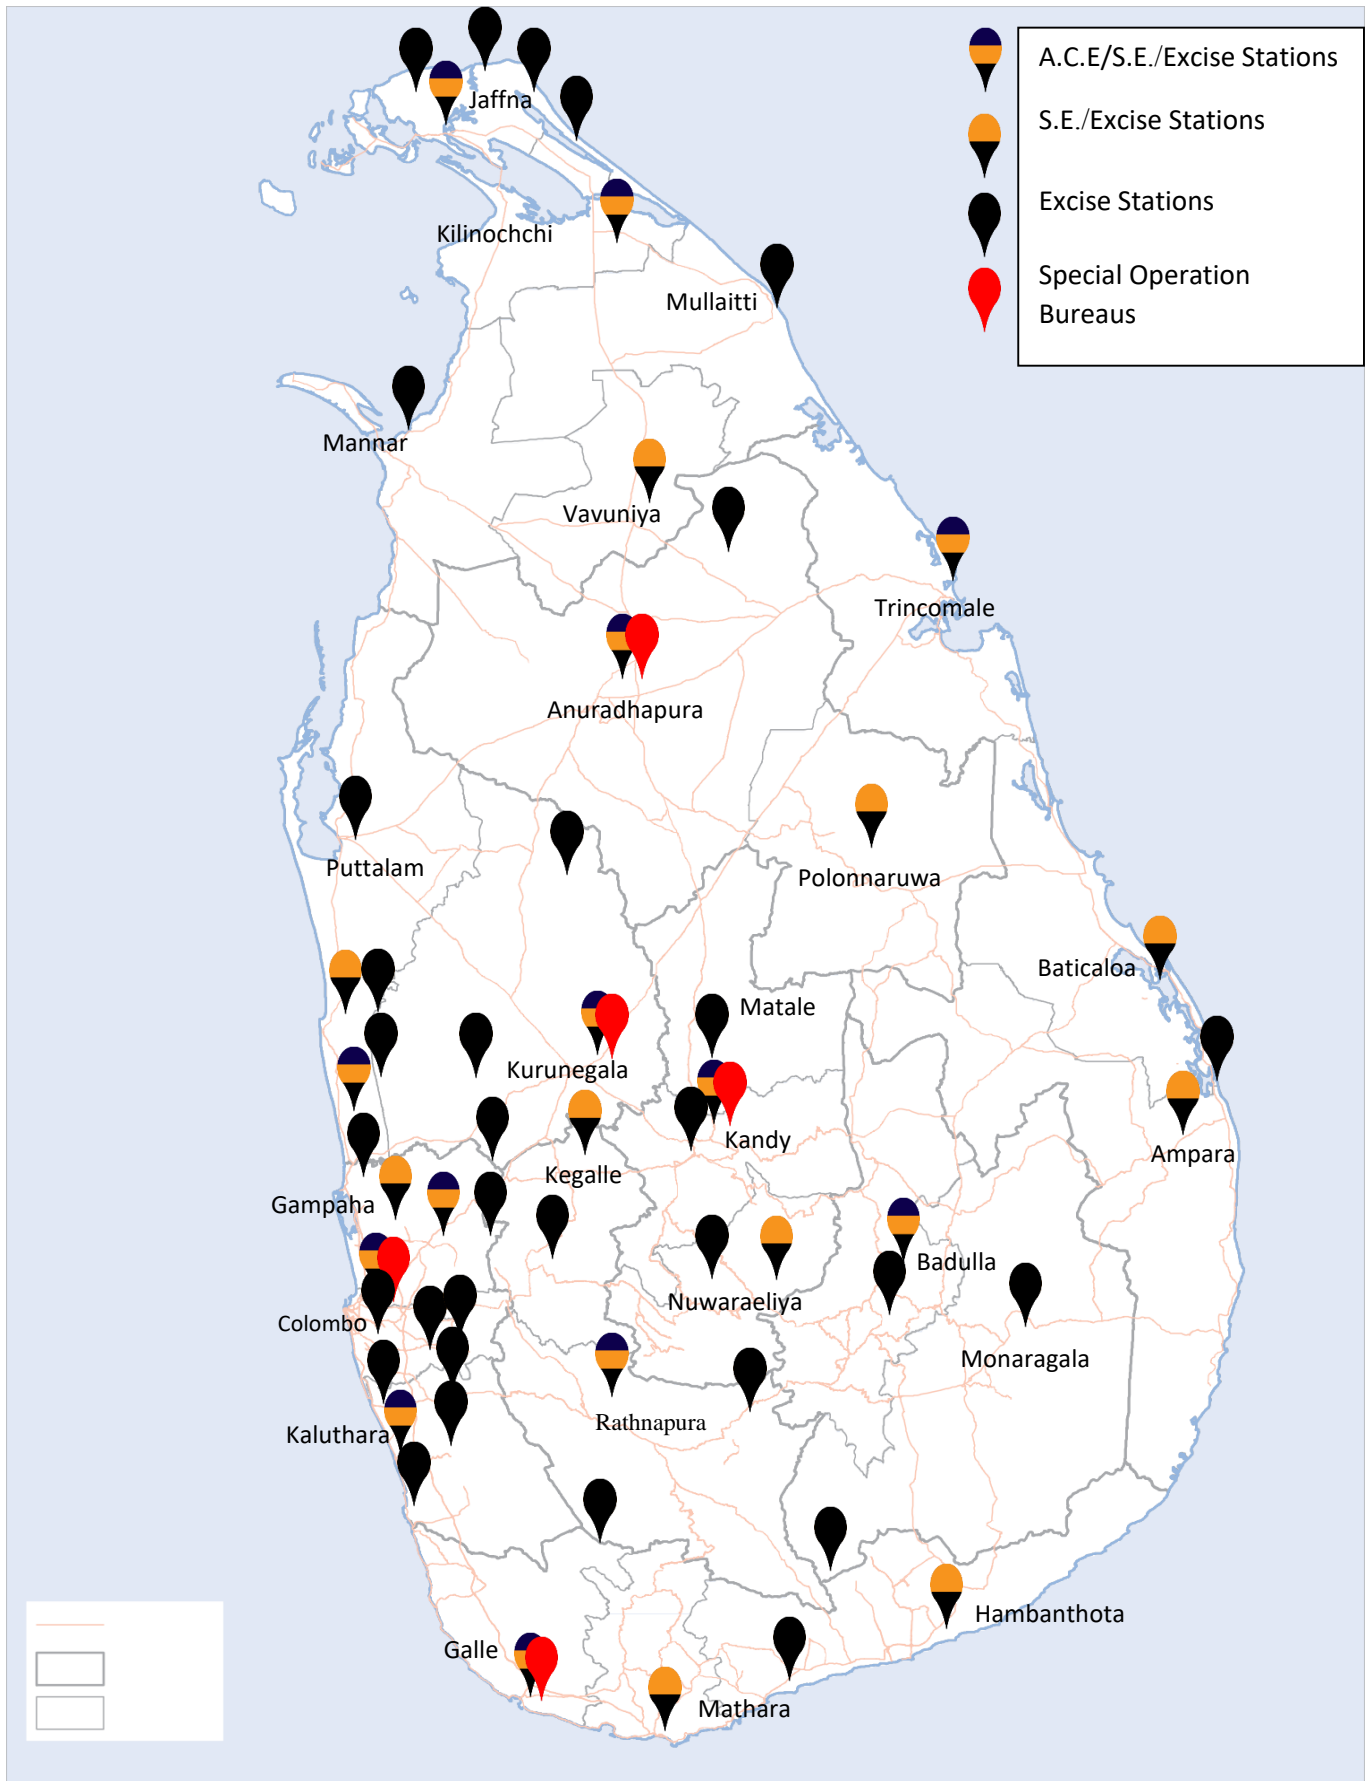 A.C.E/S.E./Excise Stations
Jaffna
S.E./Excise Stations
Excise Stations
Kilinochchi
Special Operation
Mullaitti
Bureaus
Mannar
Vavuniya
Trincomale
Anuradhapura
Puttalam
Polonnaruwa
Baticaloa
Matale
Kurunegala
Kandy
Ampara
Kegalle
Gampaha
Badulla
Nuwaraeliya
Colombo
Monaragala
Rathnapura
Kaluthara
Hambanthota
Galle
Mathara